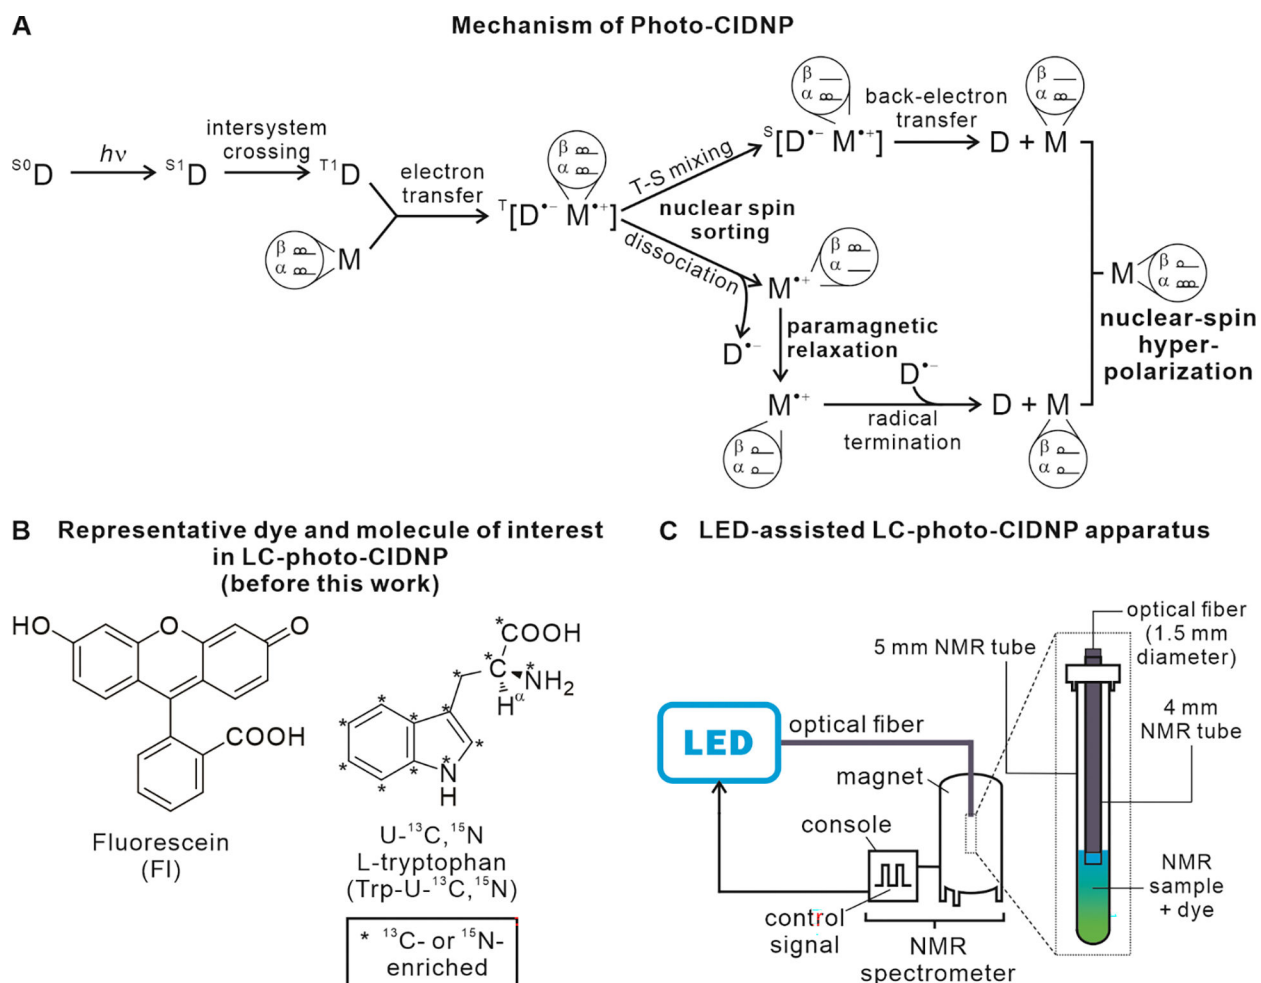 A
Mechanism of Photo-CIDNP
S0D
hν
S1D
intersystem
crossing
T1D
β
α
M
electron
transfer
β
α
T[D•− M•+]
T-S mixing
nuclear spin
sorting
dissociation
β
α
S[D•− M•+]
back-electron
transfer
β
α
D + M
β
α
M•+
D•−
paramagnetic
relaxation
M•+
β
α
D•−
radical
termination
D + M
β
α
M
β
α
nuclear-spin
hyper-
polarization
B
Representative dye and molecule of interest
in LC-photo-CIDNP
(before this work)
HO
O
O
COOH
Fluorescein
(Fl)
* COOH
* C * NH2
Hα
*
*
*
*
*
*
*
*
*
* N
H
U-13C,15N
L-tryptophan
(Trp-U-13C,15N)
* 13C- or 15N-
enriched
C
LED-assisted LC-photo-CIDNP apparatus
LED
optical fiber
magnet
console
control
signal
NMR
spectrometer
5 mm NMR tube
optical fiber
(1.5 mm
diameter)
4 mm
NMR tube
NMR
sample
+ dye